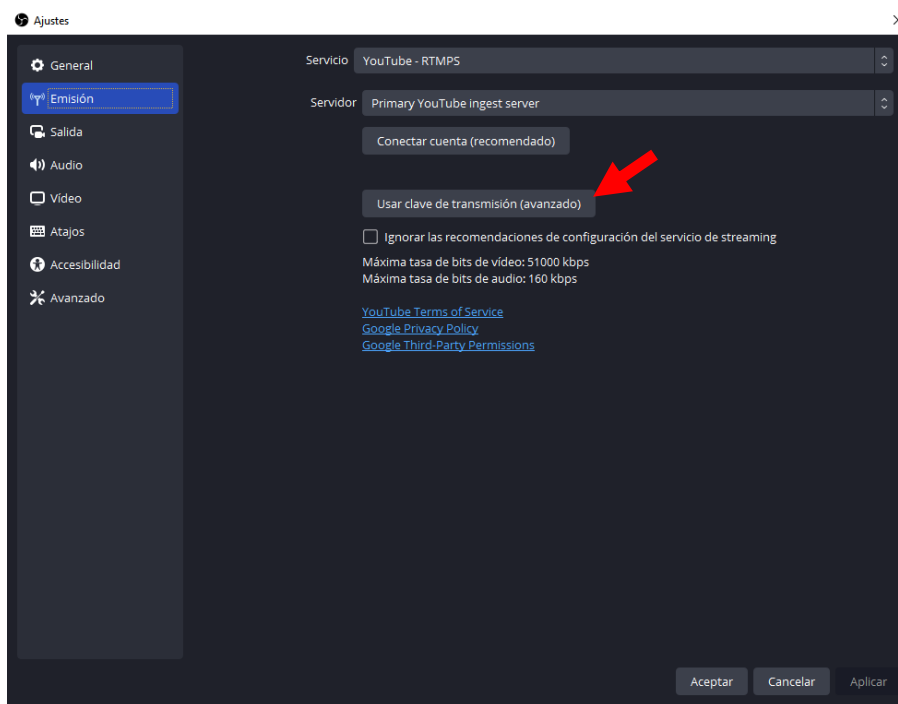 Ajustes
General
Emisión
Salida
Audio
Vídeo
Atajos
Accesibilidad
Avanzado
Servicio YouTube - RTMPS
Servidor Primary YouTube ingest server
Conectar cuenta (recomendado)
Usar clave de transmisión (avanzado)
Ignorar las recomendaciones de configuración del servicio de streaming
Máxima tasa de bits de vídeo: 51000 kbps
Máxima tasa de bits de audio: 160 kbps
YouTube Terms of Service
Google Privacy Policy
Google Third-Party Permissions
Aceptar Cancelar Aplicar